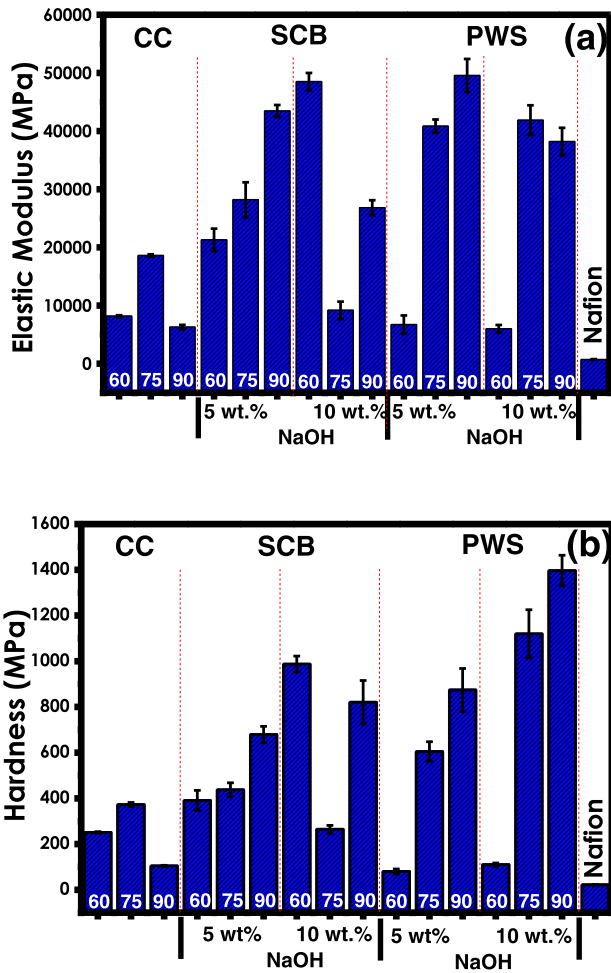 CC SCB PWS (a)
Elastic Modulus (MPa)
60000
50000
40000
30000
20000
10000
0
Nafion
60 75 90 60 75 90 60 75 90 60 75 90 60 75 90
5 wt.% 10 wt.% 5 wt.% 10 wt.%
NaOH NaOH
CC SCB PWS (b)
Hardness (MPa)
1600
1400
1200
1000
800
600
400
200
0
Nafion
60 75 90 60 75 90 60 75 90 60 75 90 60 75 90
5 wt% 10 wt.% 5 wt% 10 wt.%
NaOH NaOH